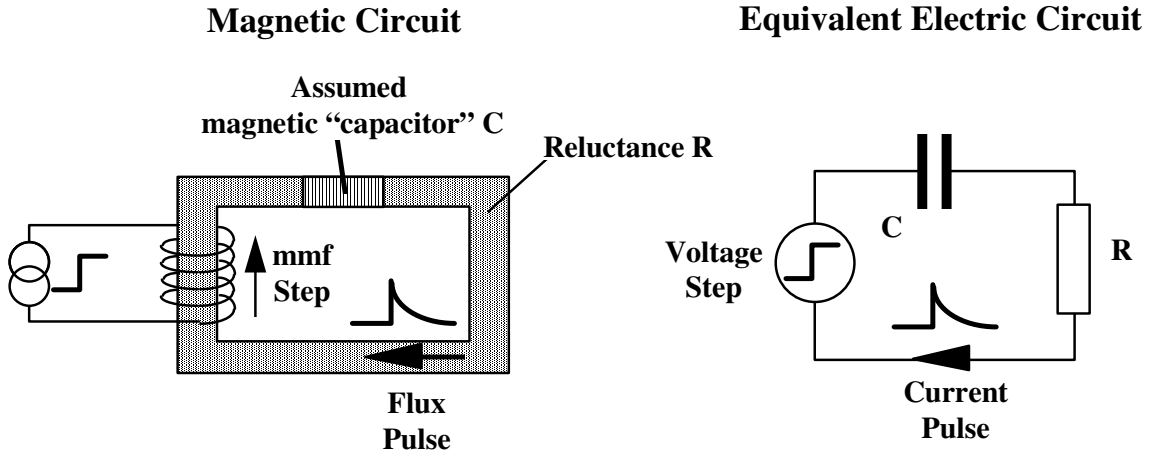 Magnetic Circuit
Assumed
magnetic “capacitor” C
Reluctance R
mmf
Step
Flux
Pulse
Equivalent Electric Circuit
C
Voltage
Step
R
Current
Pulse